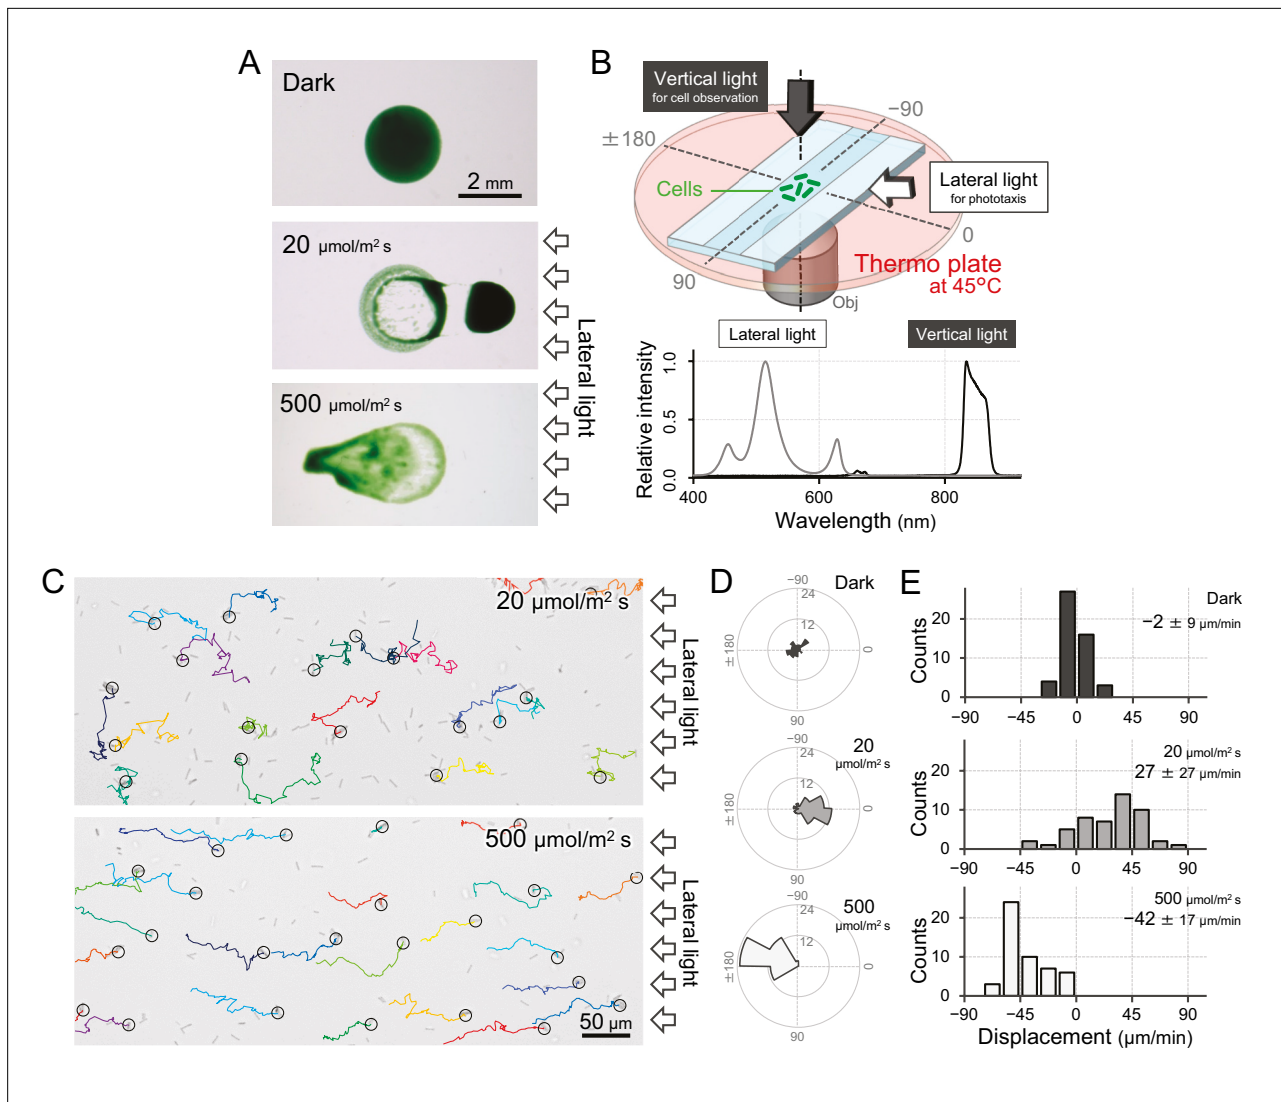 A
Dark
2 mm
20 µmol/m² s
500 µmol/m² s
Lateral light
B
Vertical light
for cell observation
−90
±180
Cells
Lateral light
for phototaxis
0
90
Thermo plate
at 45°C
Obj
Lateral light
Vertical light
Relative intensity
1.0
0.5
0.0
400
600
800
Wavelength (nm)
C
20 µmol/m² s
Lateral light
500 µmol/m² s
Lateral light
50 µm
D
Dark
−90
24
12
±180
0
90
20
µmol/m² s
−90
24
12
±180
0
90
500
µmol/m² s
−90
24
12
±180
0
90
E
Dark
−2 ± 9 µm/min
Counts
20
10
0
−90
−45
0
45
90
20
µmol/m² s
27 ± 27 µm/min
Counts
20
10
0
−90
−45
0
45
90
500 µmol/m² s
−42 ± 17 µm/min
Counts
20
10
0
−90
−45
0
45
90
Displacement (µm/min)